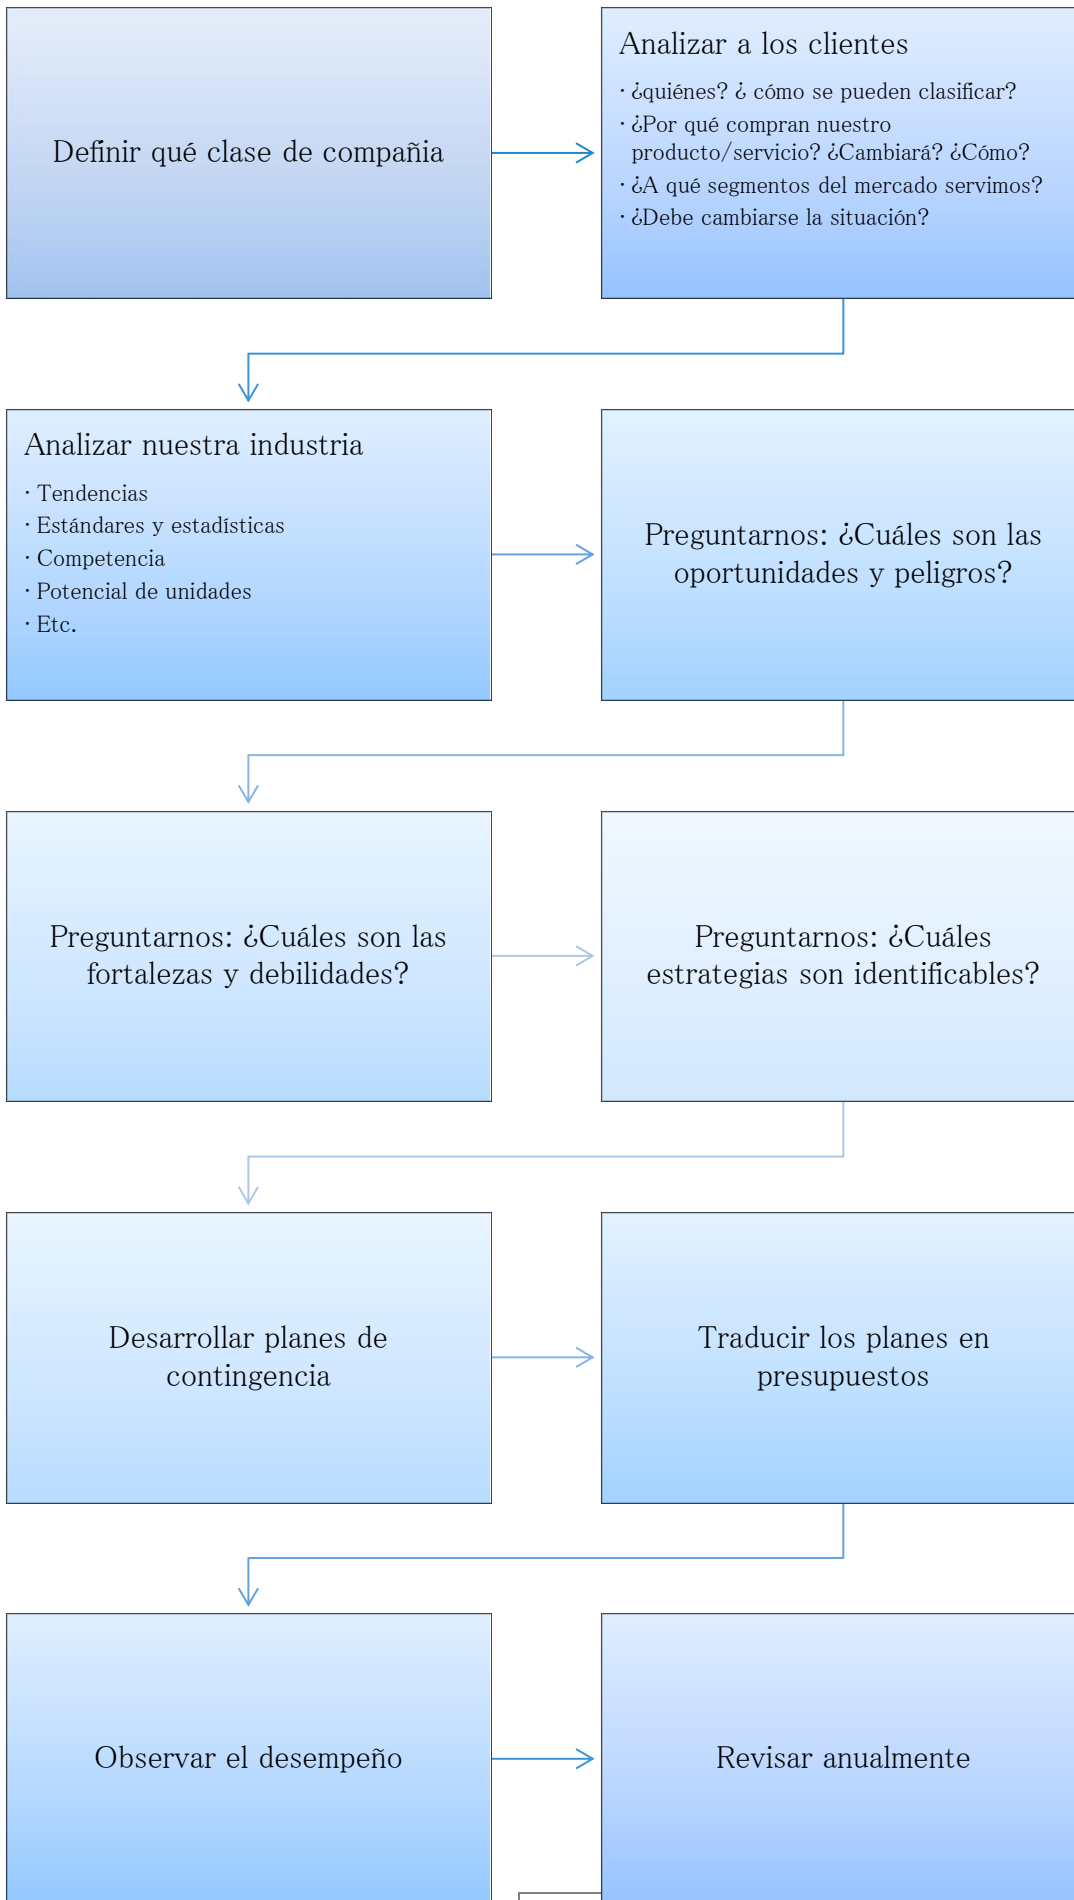 Definir qué clase de compañia
Analizar a los clientes
· ¿quiénes? ¿ cómo se pueden clasificar?
· ¿Por qué compran nuestro
producto/servicio? ¿Cambiará? ¿Cómo?
· ¿A qué segmentos del mercado servimos?
· ¿Debe cambiarse la situación?
Analizar nuestra industria
· Tendencias
· Estándares y estadísticas
· Competencia
· Potencial de unidades
· Etc.
Preguntarnos: ¿Cuáles son las
oportunidades y peligros?
Preguntarnos: ¿Cuáles son las
fortalezas y debilidades?
Preguntarnos: ¿Cuáles
estrategias son identificables?
Desarrollar planes de
contingencia
Traducir los planes en
presupuestos
Observar el desempeño
Revisar anualmente